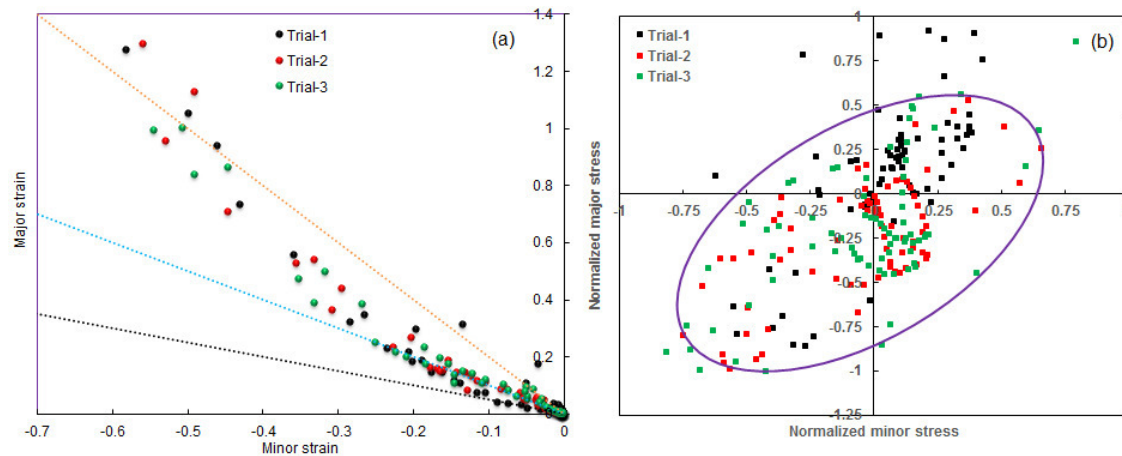 (a)
Trial-1
Trial-2
Trial-3
Major strain
1.4
1.2
1
0.8
0.6
0.4
0.2
0
-0.7 -0.6 -0.5 -0.4 -0.3 -0.2 -0.1 0
Minor strain
(b)
Trial-1
Trial-2
Trial-3
Normalized major stress
1
0.75
0.5
0.25
0
-1 -0.75 -0.5 -0.25 0 0.25 0.5 0.75
-0.25
-0.5
-0.75
-1
-1.25
Normalized minor stress